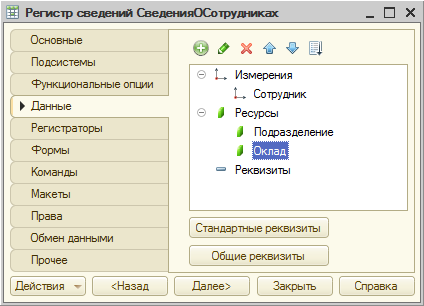 Регистр сведений СведенияОСотрудниках
Основные
Подсистемы
Функциональные опции
Данные
Регистраторы
Формы
Команды
Макеты
Права
Обмен данными
Прочее
Измерения
Сотрудник
Ресурсы
Подразделение
Оклад
Реквизиты
Стандартные реквизиты
Общие реквизиты
Действия
<Назад
Далее>
Закрыть
Справка